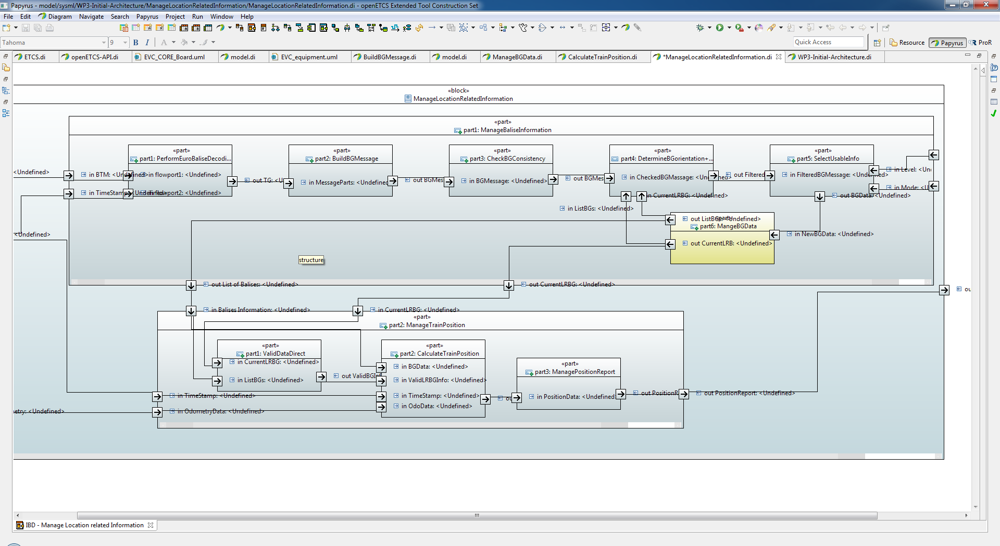 Papyrus - model/sysml/WP3-Initial-Architecture/ManageLocationRelatedInformation/ManageLocationRelatedInformation.di - openETCS Extended Tool Construction Set
File Edit Diagram Navigate Search Papyrus Project Run Window Help
Tahoma 9 B I A Quick Access Resource Papyrus ProR
ETCS.di openETCS-API.di EVC_CORE_Board.uml model.di EVC_equipment.uml BuildBGMessage.di model.di ManageBGData.di CalculateTrainPosition.di *ManageLocationRelatedInformation.di WP3-Initial-Architecture.di
«block»
ManageLocationRelatedInformation
«part»
part1: ManageBaliseInformation
«part» «part» «part» «part» «part»
part1: PerformEuroBaliseDecodi... part2: BuildBGMessage part3: CheckBGConsistency part4: DetermineBGorientation+... part5: SelectUsableInfo
<Undefined> in BTM: <Undefined> in flowport1: <Undefined> out TG: <U in MessageParts: <Undefined out BGMes in BGMessage: <Undefined> out BGMes in CheckedBGMassage: <Un out Filtered in FilteredBGMessage: <Undefined> in Level: <Un
in TimeStamp: <Undefined> in flowport2: <Undefined> in CurrentLRBG: <Undefined> out BGData: <Undefined> in Mode: <U
in ListBGs: <Undefined>
out ListBGs: <Undefined>
«part»
part6: MangeBGData
<Undefined> in NewBGData: <Undefined>
out CurrentLRB: <Undefined>
structure
out List of Balises: <Undefined> out CurrentLRBG: <Undefined>
out
in Balises Information: <Undefined> in CurrentLRBG: <Undefined>
«part»
part2: ManageTrainPosition
«part» «part»
part1: ValidDataDirect part2: CalculateTrainPosition
in CurrentLRBG: <Undefined> in BGData: <Undefined> «part»
part3: ManagePositionReport
in ListBGs: <Undefined> out ValidBGInf in ValidLRBGInfo: <Undefined>
in TimeStamp: <Undefined> in TimeStamp: <Undefined> in PositionData: <Undefined out PositionR out PositionReport: <Undefined>
etry: <Undefined> in OdometryData: <Undefined> in OdoData: <Undefined>
IBD - Manage Location related Information